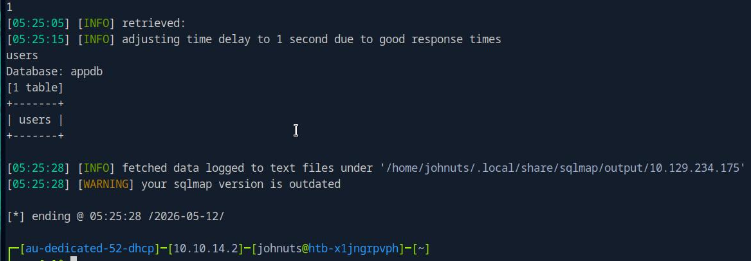 1
[05:25:05] [INFO] retrieved:
[05:25:15] [INFO] adjusting time delay to 1 second due to good response times
users
Database: appdb
[1 table]
+-------+
| users |
+-------+
[05:25:28] [INFO] fetched data logged to text files under '/home/johnuts/.local/share/sqlmap/output/10.129.234.175'
[05:25:28] [WARNING] your sqlmap version is outdated
[*] ending @ 05:25:28 /2026-05-12/
┌─[au-dedicated-52-dhcp]─[10.10.14.2]─[johnuts@htb-x1jngrpvph]─[~]